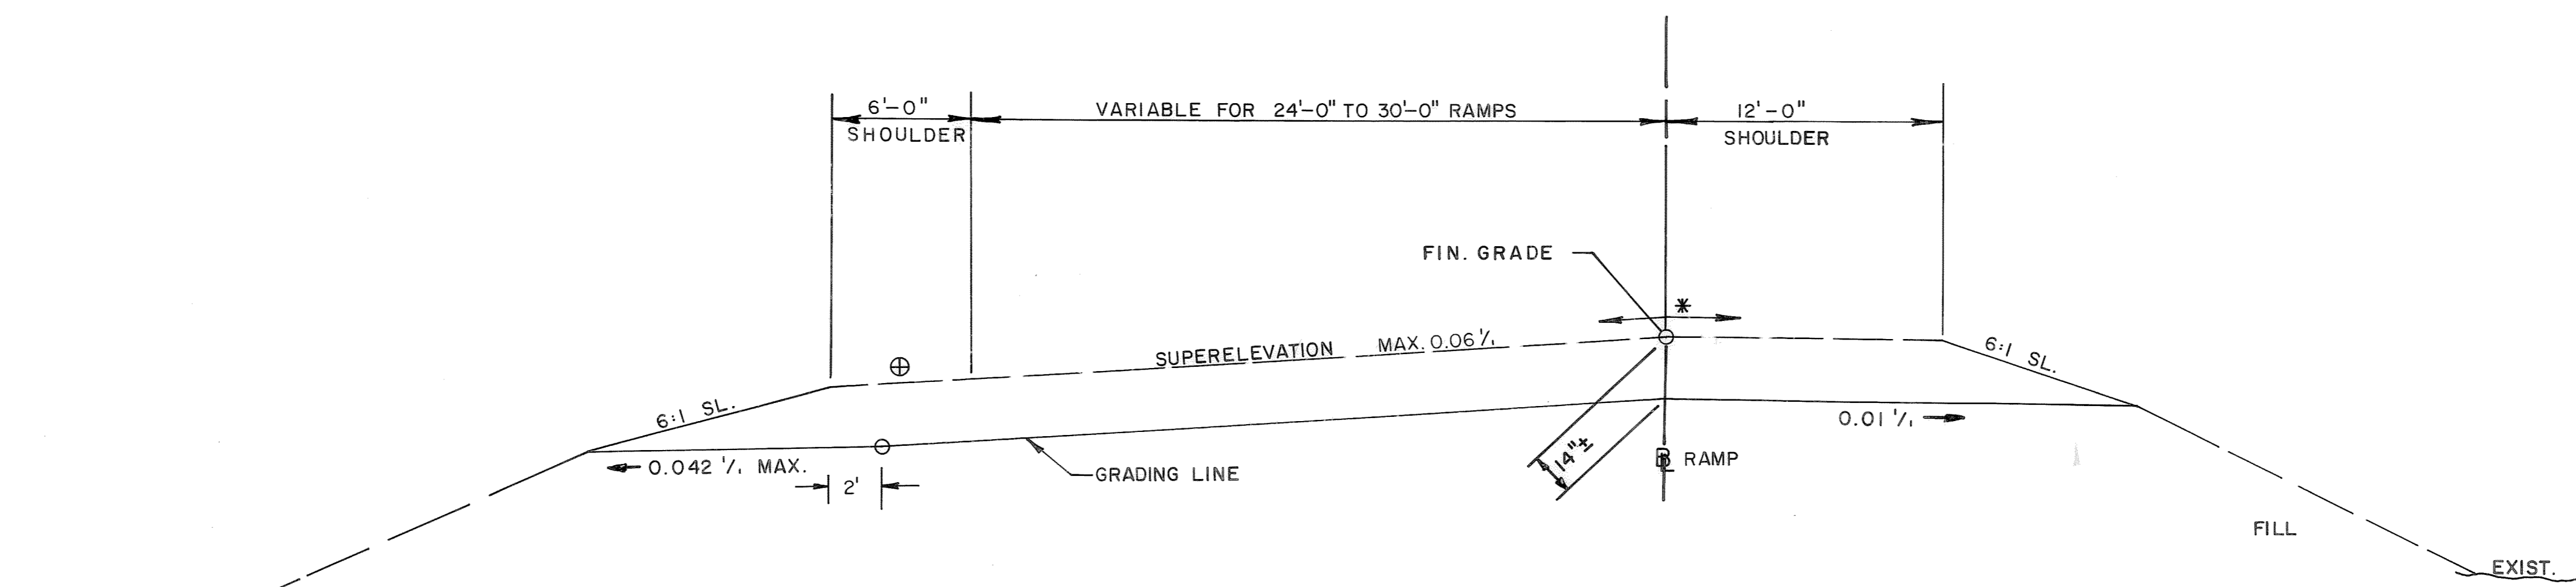 6'-0"
SHOULDER
VARIABLE FOR 24'-0" TO 30'-0" RAMPS
12'-0"
SHOULDER
FIN. GRADE
*
SUPERELEVATION MAX. 0.06 '/,
6:1 SL.
6:1 SL.
0.01 '/,
0.042 '/, MAX.
2'
GRADING LINE
14"±
BL RAMP
FILL
EXIST.